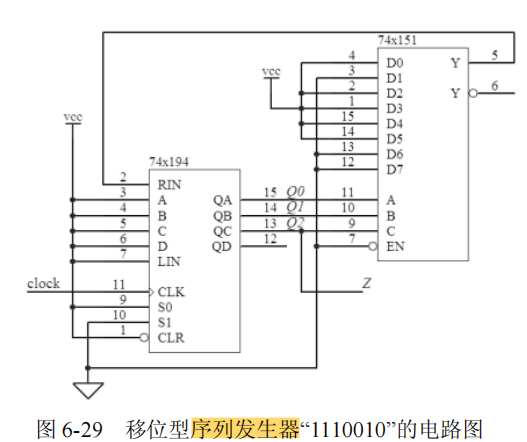 74x151
vcc
4 D0 Y 5
3 D1
2 D2 Y 6
1 D3
15 D4
14 D5
13 D6
12 D7
11 A
10 B
9 C
7 EN
vcc
74x194
2 RIN
3 A QA 15 Q0
4 B QB 14 Q1
5 C QC 13 Q2
6 D QD 12
7 LIN
clock 11 CLK
9 S0
10 S1
1 CLR
Z
图 6-29 移位型序列发生器“1110010”的电路图